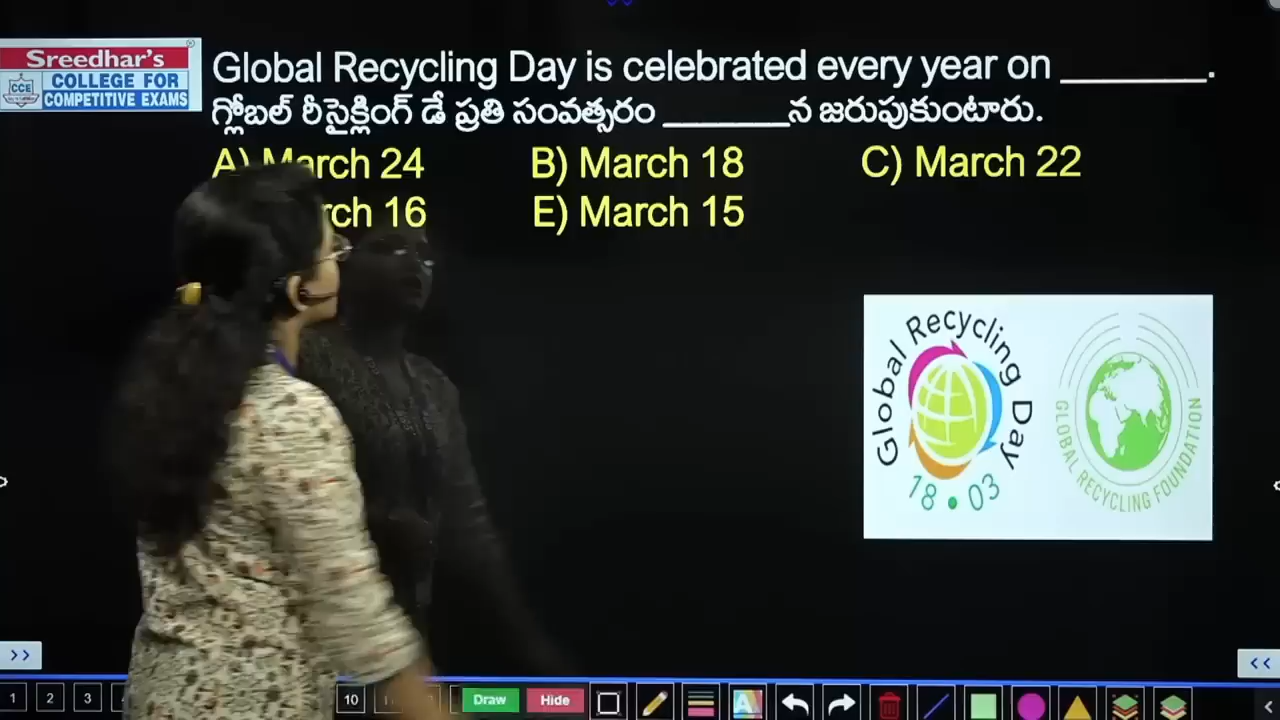 Sreedhar's
CCE
COLLEGE FOR
COMPETITIVE EXAMS
Global Recycling Day is celebrated every year on ________.
గ్లోబల్ రీసైక్లింగ్ డే ప్రతి సంవత్సరం _______న జరుపుకుంటారు.
A) March 24 B) March 18 C) March 22
rch 16 E) March 15
Global Recycling Day
18 • 03
GLOBAL RECYCLING FOUNDATION
>> <<
1 2 3 10 Draw Hide